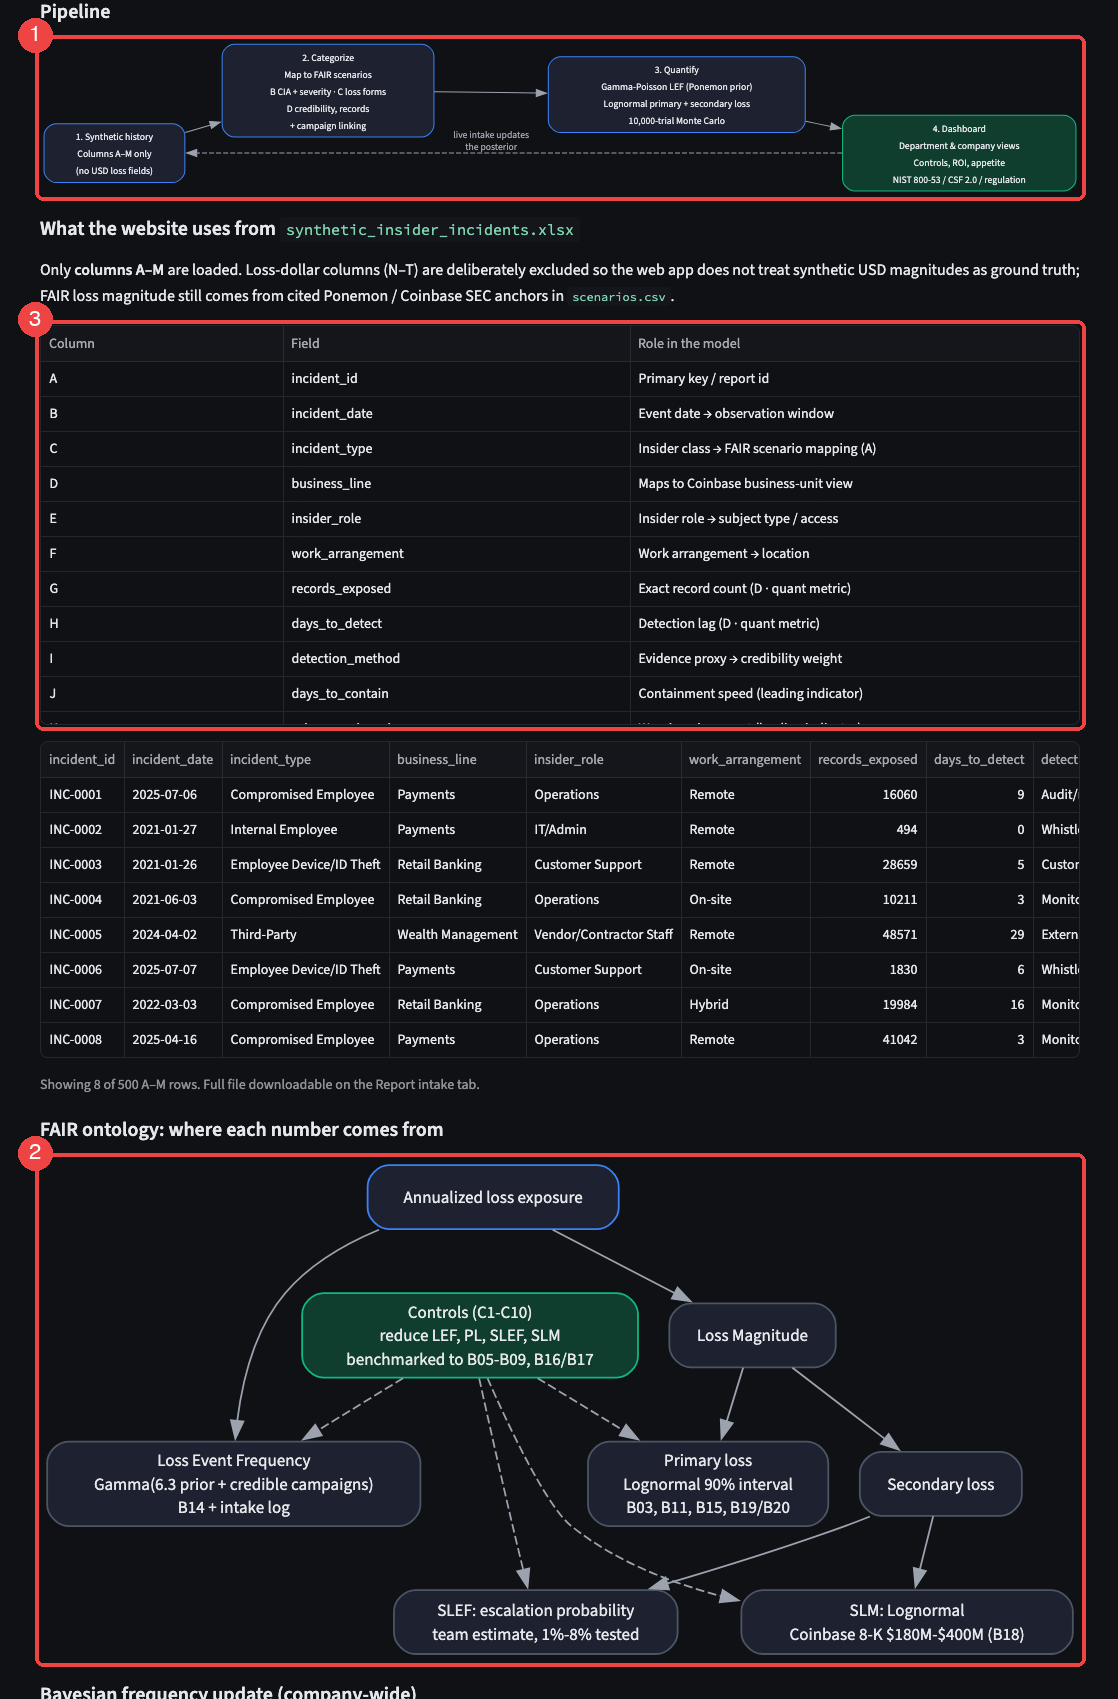 Pipeline
1
2. Categorize
Map to FAIR scenarios
B CIA + severity · C loss forms
D credibility, records
+ campaign linking
3. Quantify
Gamma-Poisson LEF (Ponemon prior)
Lognormal primary + secondary loss
10,000-trial Monte Carlo
1. Synthetic history
Columns A–M only
(no USD loss fields)
live intake updates
the posterior
4. Dashboard
Department & company views
Controls, ROI, appetite
NIST 800-53 / CSF 2.0 / regulation
What the website uses from synthetic_insider_incidents.xlsx
Only columns A–M are loaded. Loss-dollar columns (N–T) are deliberately excluded so the web app does not treat synthetic USD magnitudes as ground truth;
FAIR loss magnitude still comes from cited Ponemon / Coinbase SEC anchors in scenarios.csv.
3
Column Field Role in the model
A incident_id Primary key / report id
B incident_date Event date → observation window
C incident_type Insider class → FAIR scenario mapping (A)
D business_line Maps to Coinbase business-unit view
E insider_role Insider role → subject type / access
F work_arrangement Work arrangement → location
G records_exposed Exact record count (D · quant metric)
H days_to_detect Detection lag (D · quant metric)
I detection_method Evidence proxy → credibility weight
J days_to_contain Containment speed (leading indicator)
incident_id incident_date incident_type business_line insider_role work_arrangement records_exposed days_to_detect detect
INC-0001 2025-07-06 Compromised Employee Payments Operations Remote 16060 9 Audit/
INC-0002 2021-01-27 Internal Employee Payments IT/Admin Remote 494 0 Whistl
INC-0003 2021-01-26 Employee Device/ID Theft Retail Banking Customer Support Remote 28659 5 Custo
INC-0004 2021-06-03 Compromised Employee Retail Banking Operations On-site 10211 3 Monito
INC-0005 2024-04-02 Third-Party Wealth Management Vendor/Contractor Staff Remote 48571 29 Extern
INC-0006 2025-07-07 Employee Device/ID Theft Payments Customer Support On-site 1830 6 Whistl
INC-0007 2022-03-03 Compromised Employee Retail Banking Operations Hybrid 19984 16 Monito
INC-0008 2025-04-16 Compromised Employee Payments Operations Remote 41042 3 Monito
Showing 8 of 500 A–M rows. Full file downloadable on the Report intake tab.
FAIR ontology: where each number comes from
2
Annualized loss exposure
Controls (C1-C10)
reduce LEF, PL, SLEF, SLM
benchmarked to B05-B09, B16/B17
Loss Magnitude
Loss Event Frequency
Gamma(6.3 prior + credible campaigns)
B14 + intake log
Primary loss
Lognormal 90% interval
B03, B11, B15, B19/B20
Secondary loss
SLEF: escalation probability
team estimate, 1%-8% tested
SLM: Lognormal
Coinbase 8-K $180M-$400M (B18)
Bayesian frequency update (company-wide)